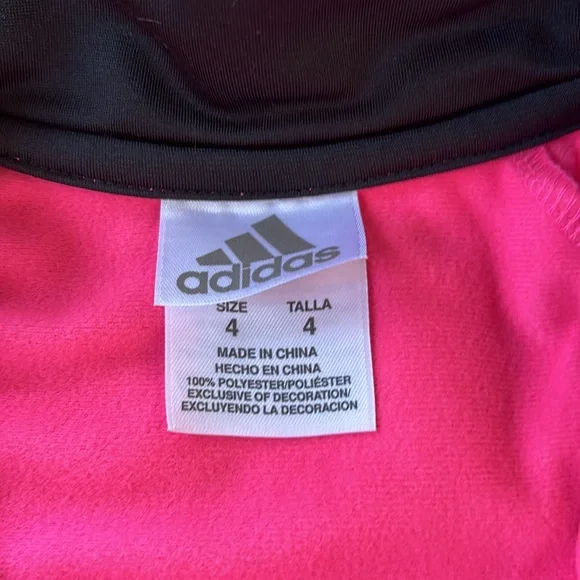 adidas
SIZE TALLA
4 4
MADE IN CHINA
HECHO EN CHINA
100% POLYESTER/POLIÉSTER
EXCLUSIVE OF DECORATION/
EXCLUYENDO LA DECORACION